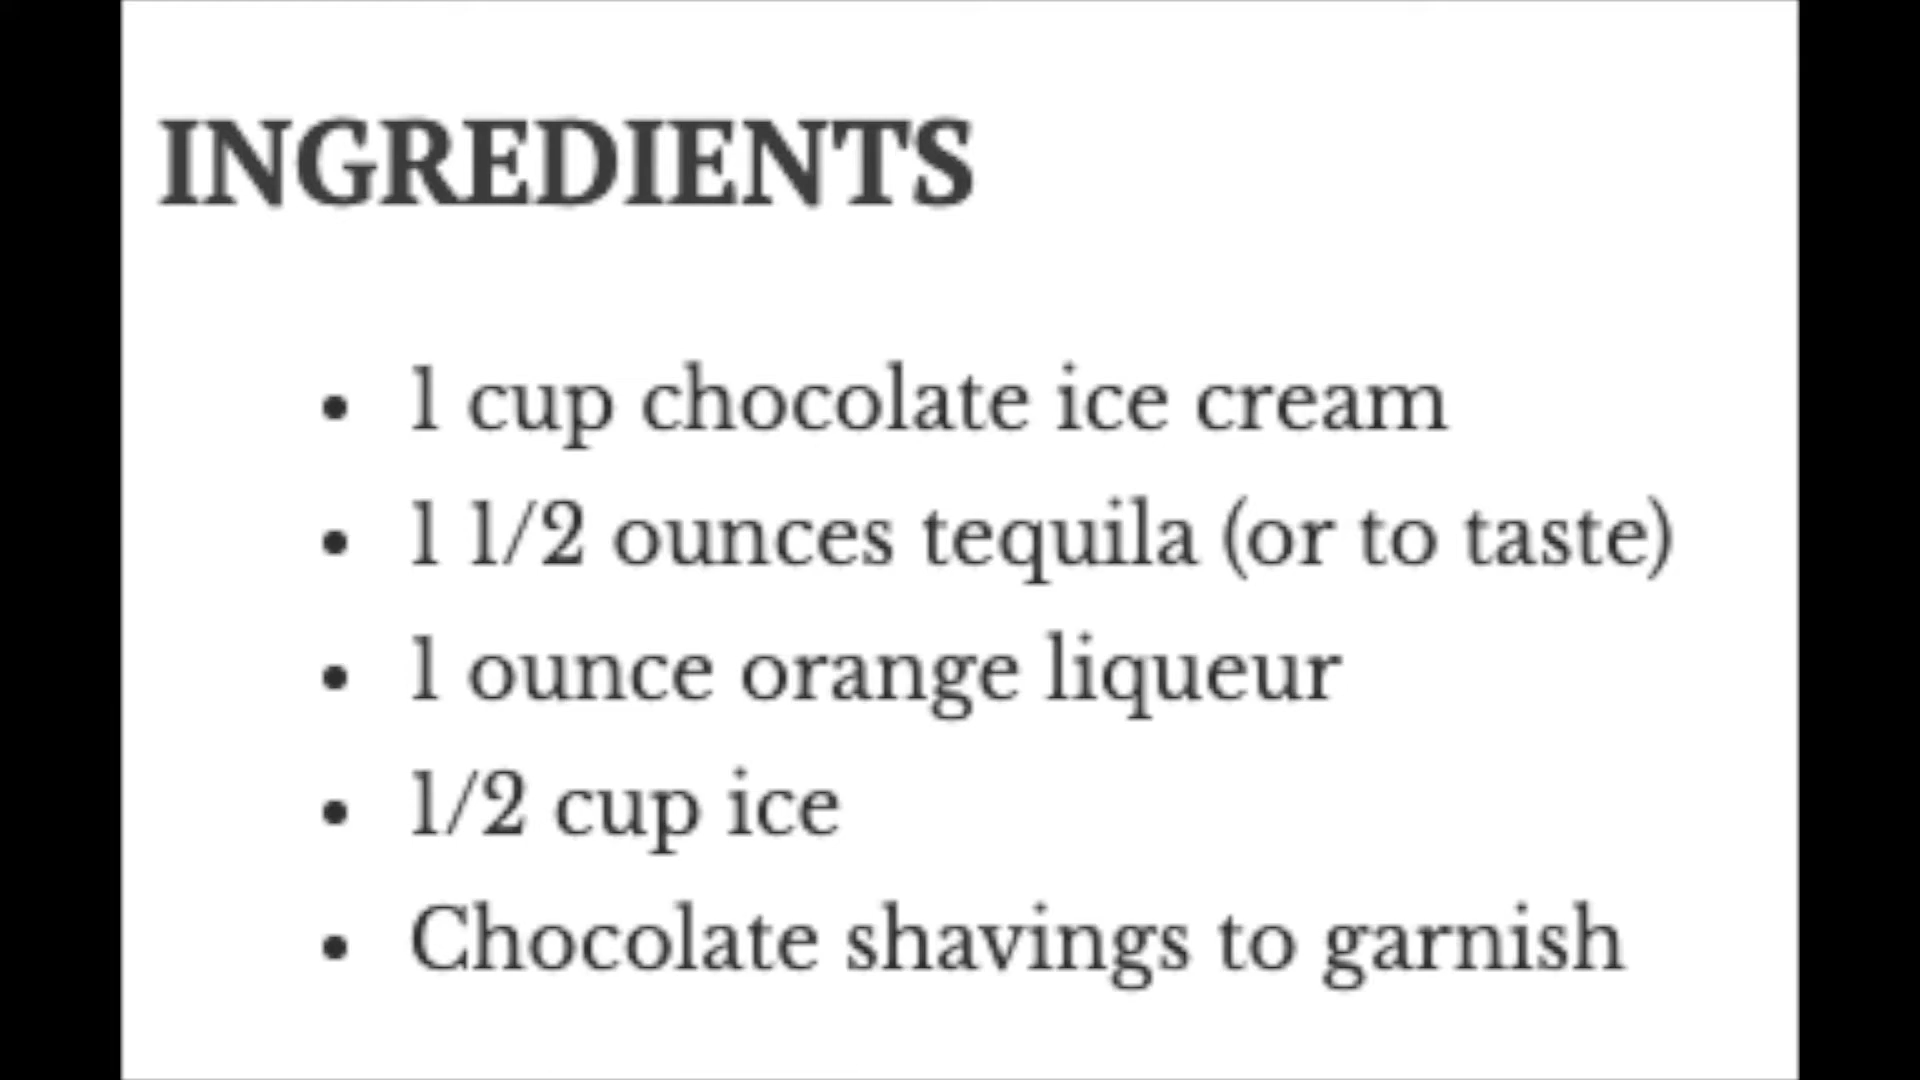 INGREDIENTS
• 1 cup chocolate ice cream
• 1 1/2 ounces tequila (or to taste)
• 1 ounce orange liqueur
• 1/2 cup ice
• Chocolate shavings to garnish